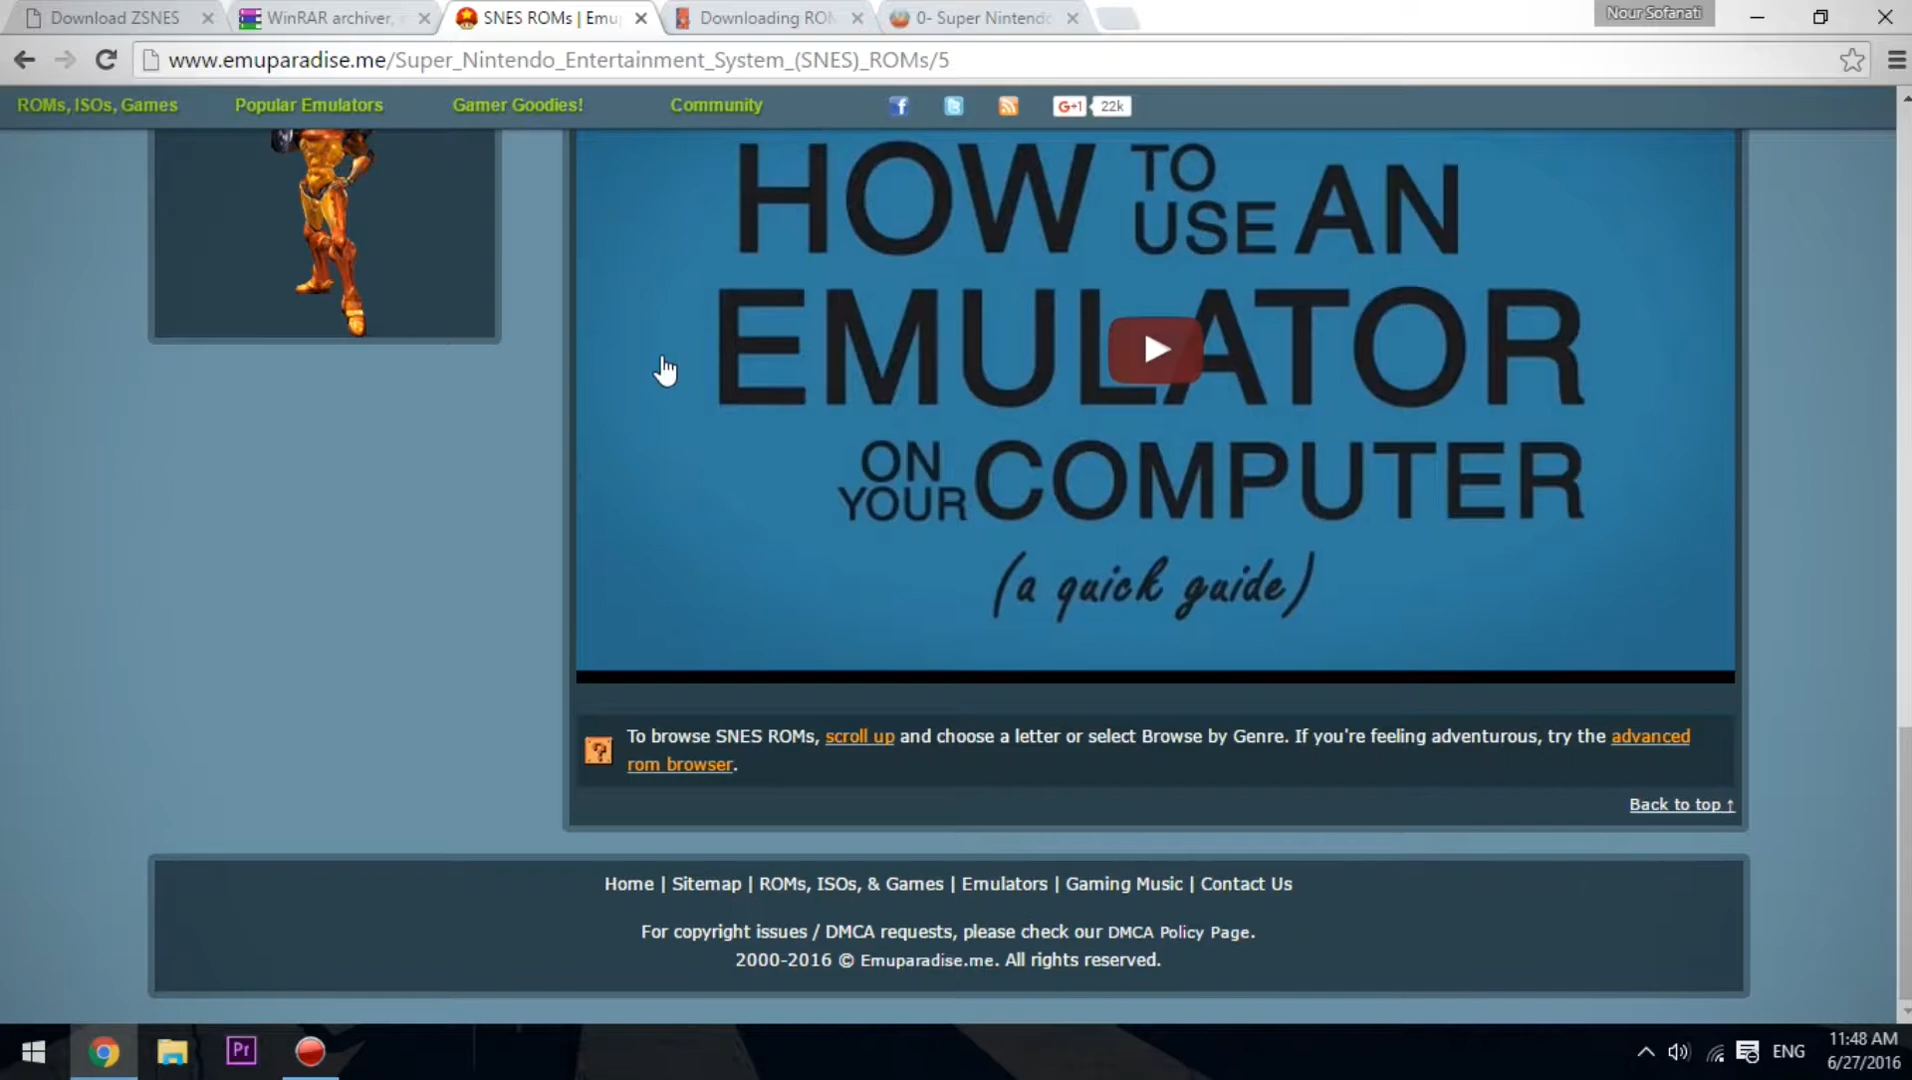 Download ZSNES
WinRAR archiver,
SNES ROMs | Emu
Downloading ROM
0- Super Nintendo
Nour Sofanati
www.emuparadise.me/Super_Nintendo_Entertainment_System_(SNES)_ROMs/5
ROMs, ISOs, Games
Popular Emulators
Gamer Goodies!
Community
G+1
22k
HOW TO USE AN
EMULATOR
ON YOUR COMPUTER
(a quick guide)
To browse SNES ROMs, scroll up and choose a letter or select Browse by Genre. If you're feeling adventurous, try the advanced
rom browser.
Back to top ↑
Home | Sitemap | ROMs, ISOs, & Games | Emulators | Gaming Music | Contact Us
For copyright issues / DMCA requests, please check our DMCA Policy Page.
2000-2016 © Emuparadise.me. All rights reserved.
Pr
ENG
11:48 AM
6/27/2016